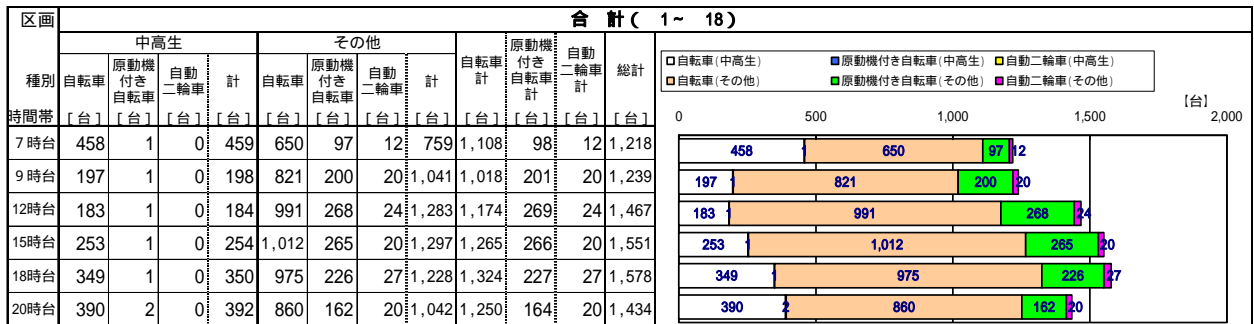 区画 合 計( 1～ 18)
中高生 その他 自転車計 原動機付き自転車計 自動二輪車計 総計
種別 自転車 原動機付き自転車 自動二輪車 計 自転車 原動機付き自転車 自動二輪車 計
時間帯 [台] [台] [台] [台] [台] [台] [台] [台] [台] [台] [台] [台]
7時台 458 1 0 459 650 97 12 759 1,108 98 12 1,218
9時台 197 1 0 198 821 200 20 1,041 1,018 201 20 1,239
12時台 183 1 0 184 991 268 24 1,283 1,174 269 24 1,467
15時台 253 1 0 254 1,012 265 20 1,297 1,265 266 20 1,551
18時台 349 1 0 350 975 226 27 1,228 1,324 227 27 1,578
20時台 390 2 0 392 860 162 20 1,042 1,250 164 20 1,434
自転車(中高生) 原動機付き自転車(中高生) 自動二輪車(中高生)
自転車(その他) 原動機付き自転車(その他) 自動二輪車(その他)
[台]
0 500 1,000 1,500 2,000
458 1 650 97 12
197 1 821 200 20
183 1 991 268 24
253 1 1,012 265 20
349 1 975 226 27
390 2 860 162 20